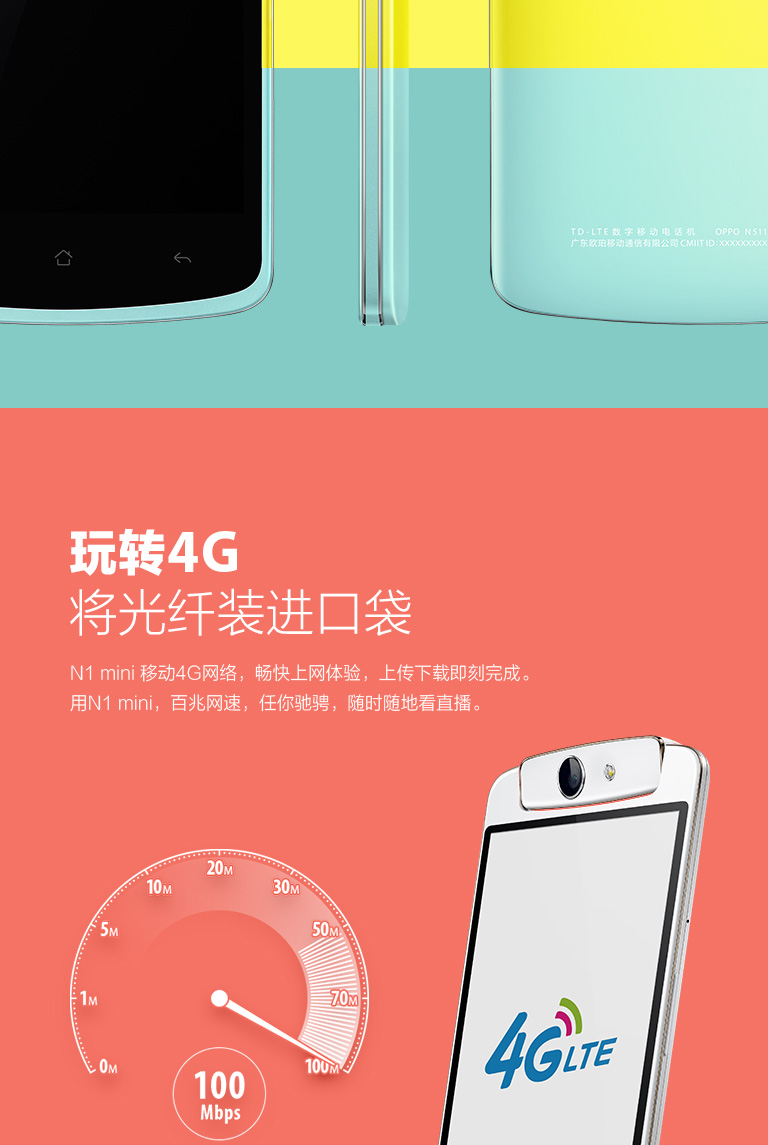 TD-LTE 数字移动电话机 OPPO N511
广东欧珀移动通信有限公司 CMIIT ID XXXXXXXXX
玩转4G
将光纤装进口袋
N1 mini 移动4G网络，畅快上网体验，上传下载即刻完成。
用N1 mini，百兆网速，任你驰骋，随时随地看直播。
20M
10M
30M
5M
50M
1M
70M
0M
100M
100
Mbps
4G LTE